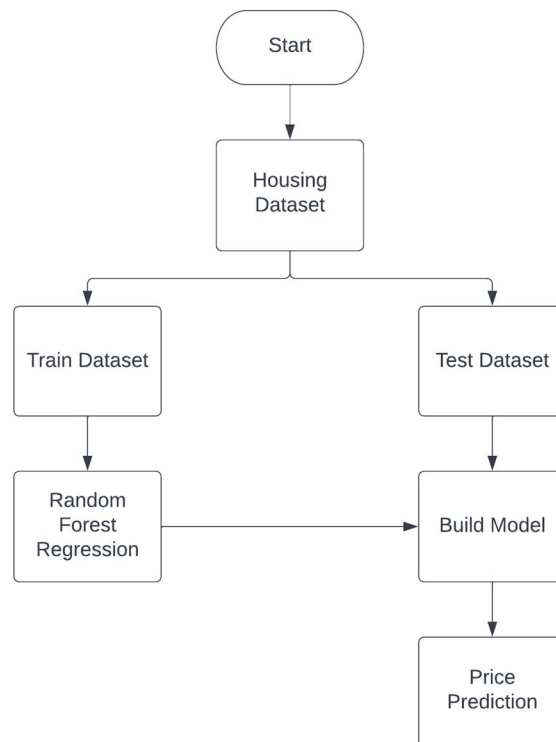 Start
Housing
Dataset
Train Dataset
Test Dataset
Random
Forest
Regression
Build Model
Price
Prediction